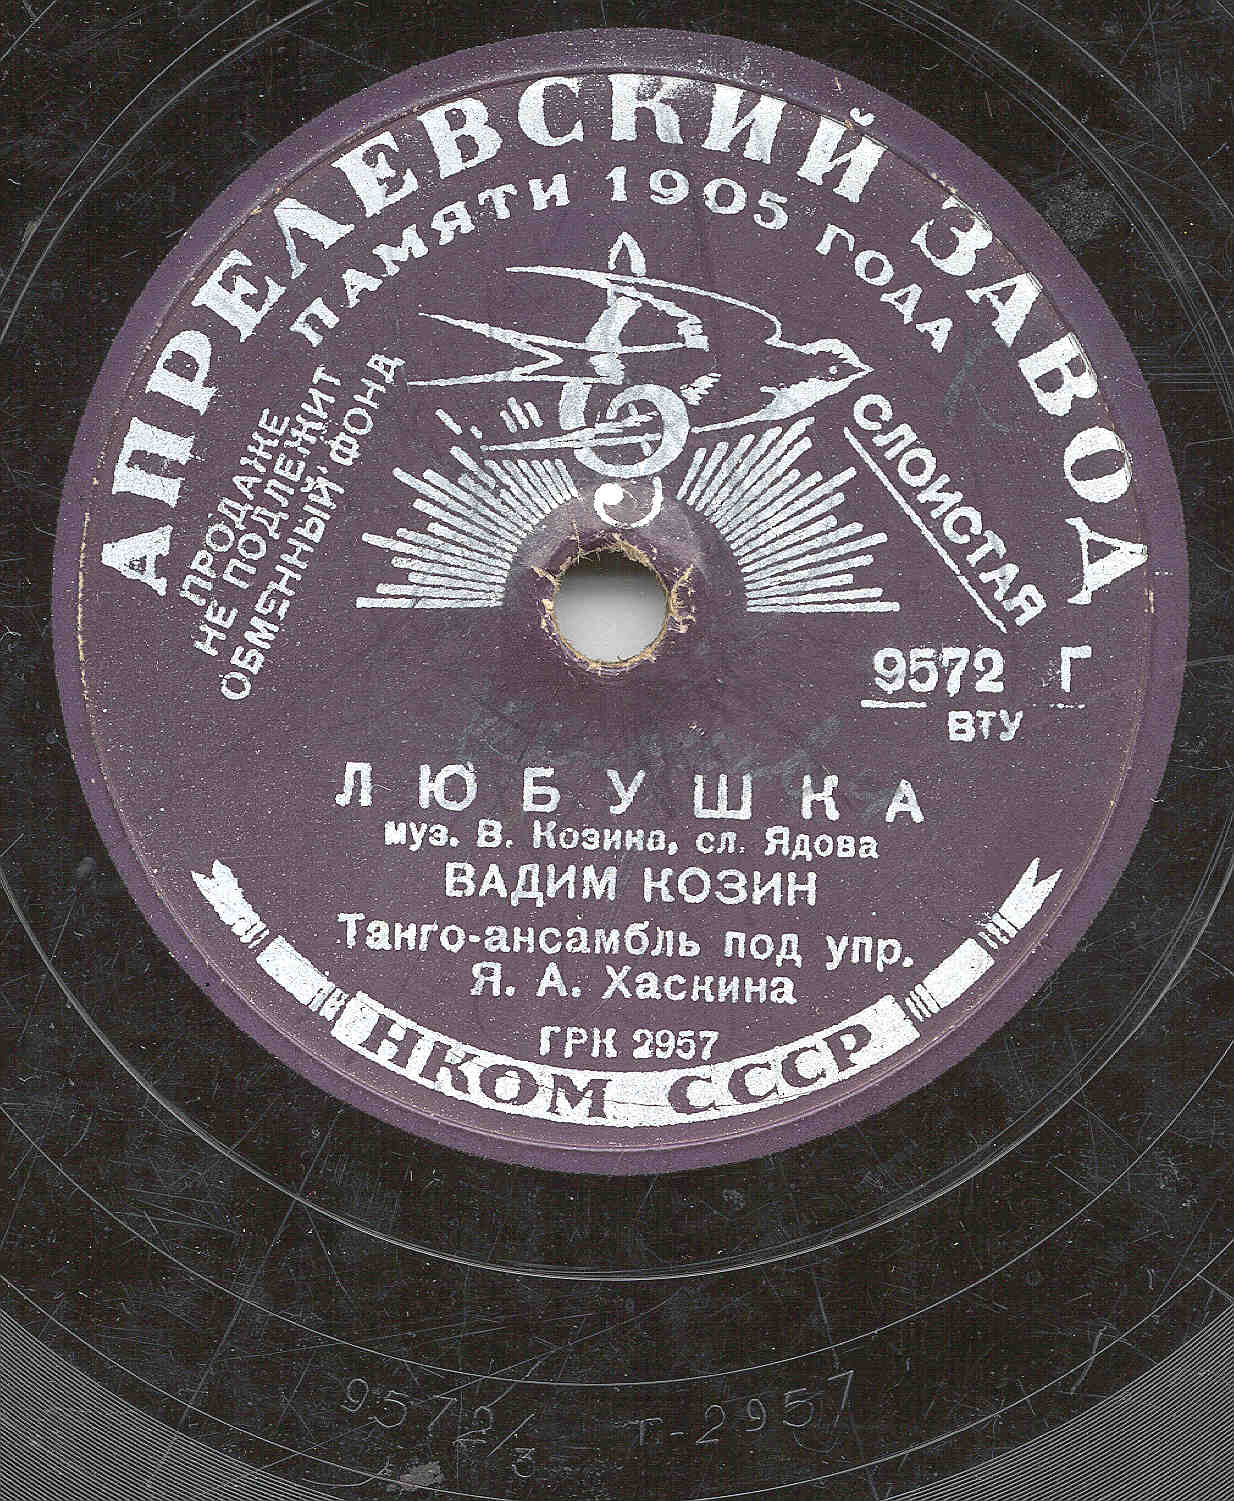 АПРЕЛЕВСКИЙ ЗАВОД
ПАМЯТИ 1905 ГОДА
ПРОДАЖЕ
НЕ ПОДЛЕЖИТ
ОБМЕННЫЙ ФОНД
СЛОИСТАЯ
9572 Г
ВТУ
ЛЮБУШКА
муз. В. Козина, сл. Ядова
ВАДИМ КОЗИН
Танго-ансамбль под упр.
Я. А. Хаскина
ГРК 2957
НКОМ СССР
9572/3 Т-2957